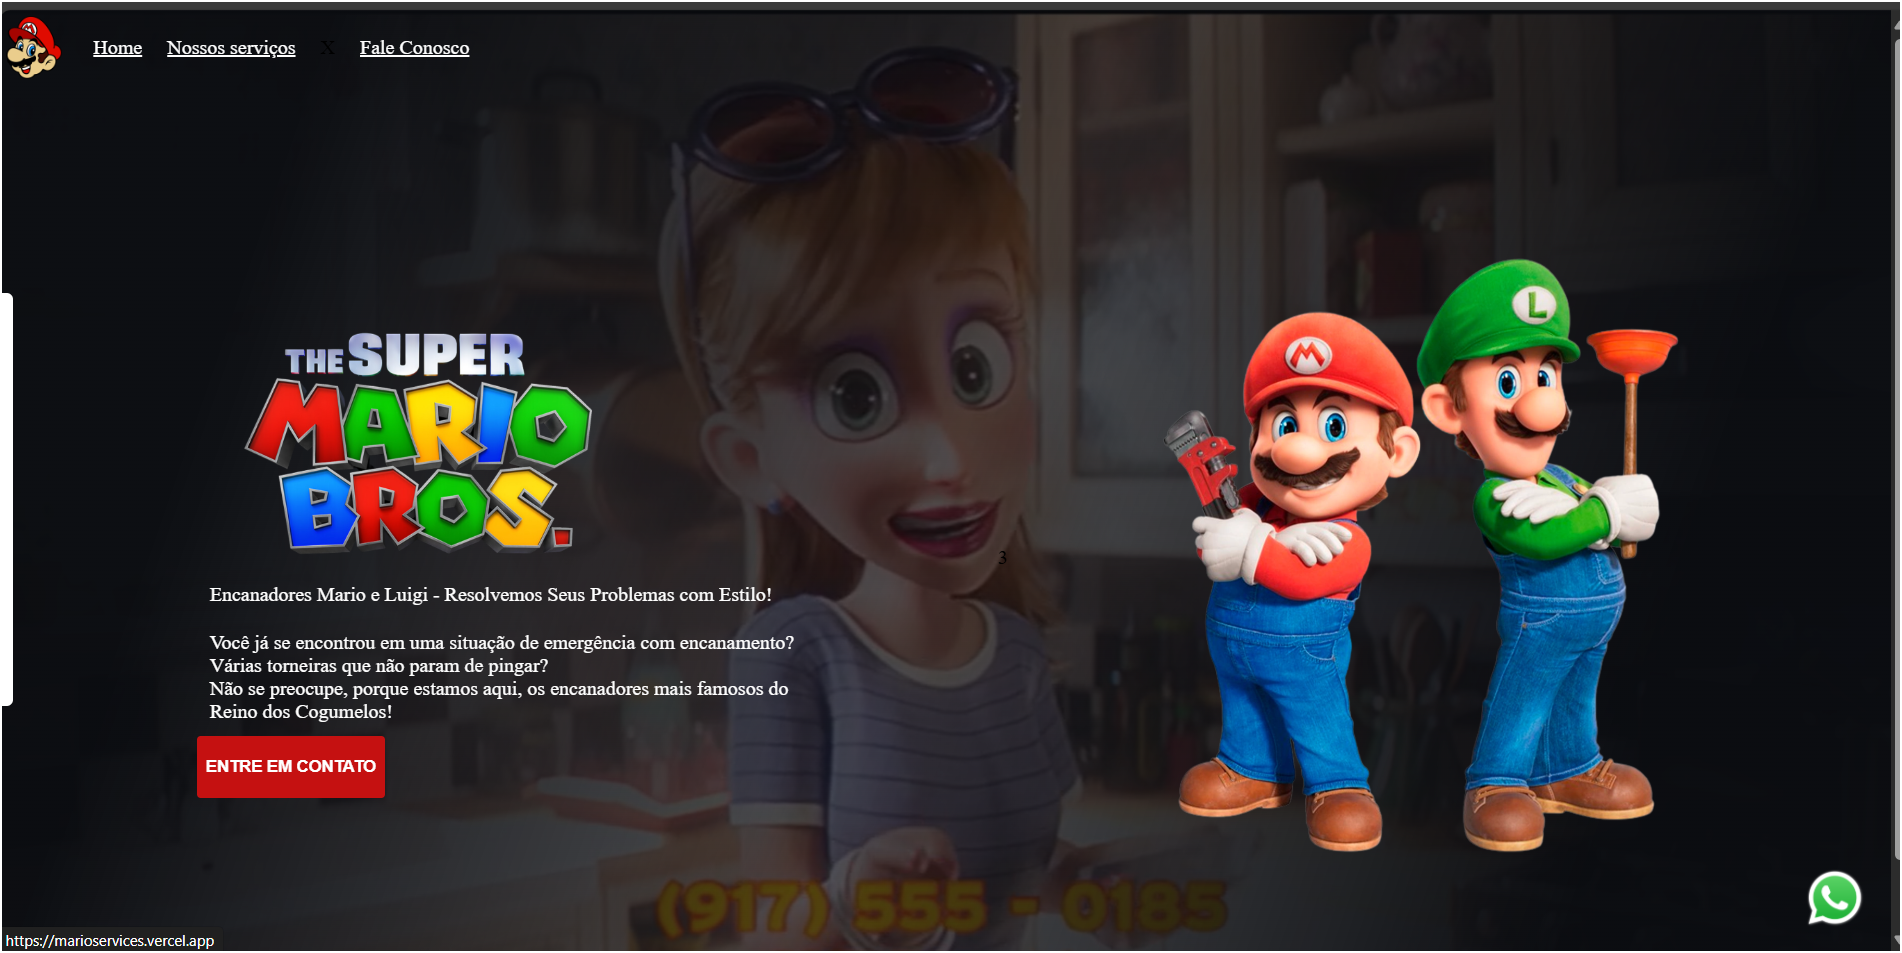 Home Nossos serviços X Fale Conosco
THE SUPER
MARIO
BROS.
M
L
3
Encanadores Mario e Luigi - Resolvemos Seus Problemas com Estilo!
Você já se encontrou em uma situação de emergência com encanamento?
Várias torneiras que não param de pingar?
Não se preocupe, porque estamos aqui, os encanadores mais famosos do
Reino dos Cogumelos!
ENTRE EM CONTATO
(917) 555 - 0185
https://marioservices.vercel.app